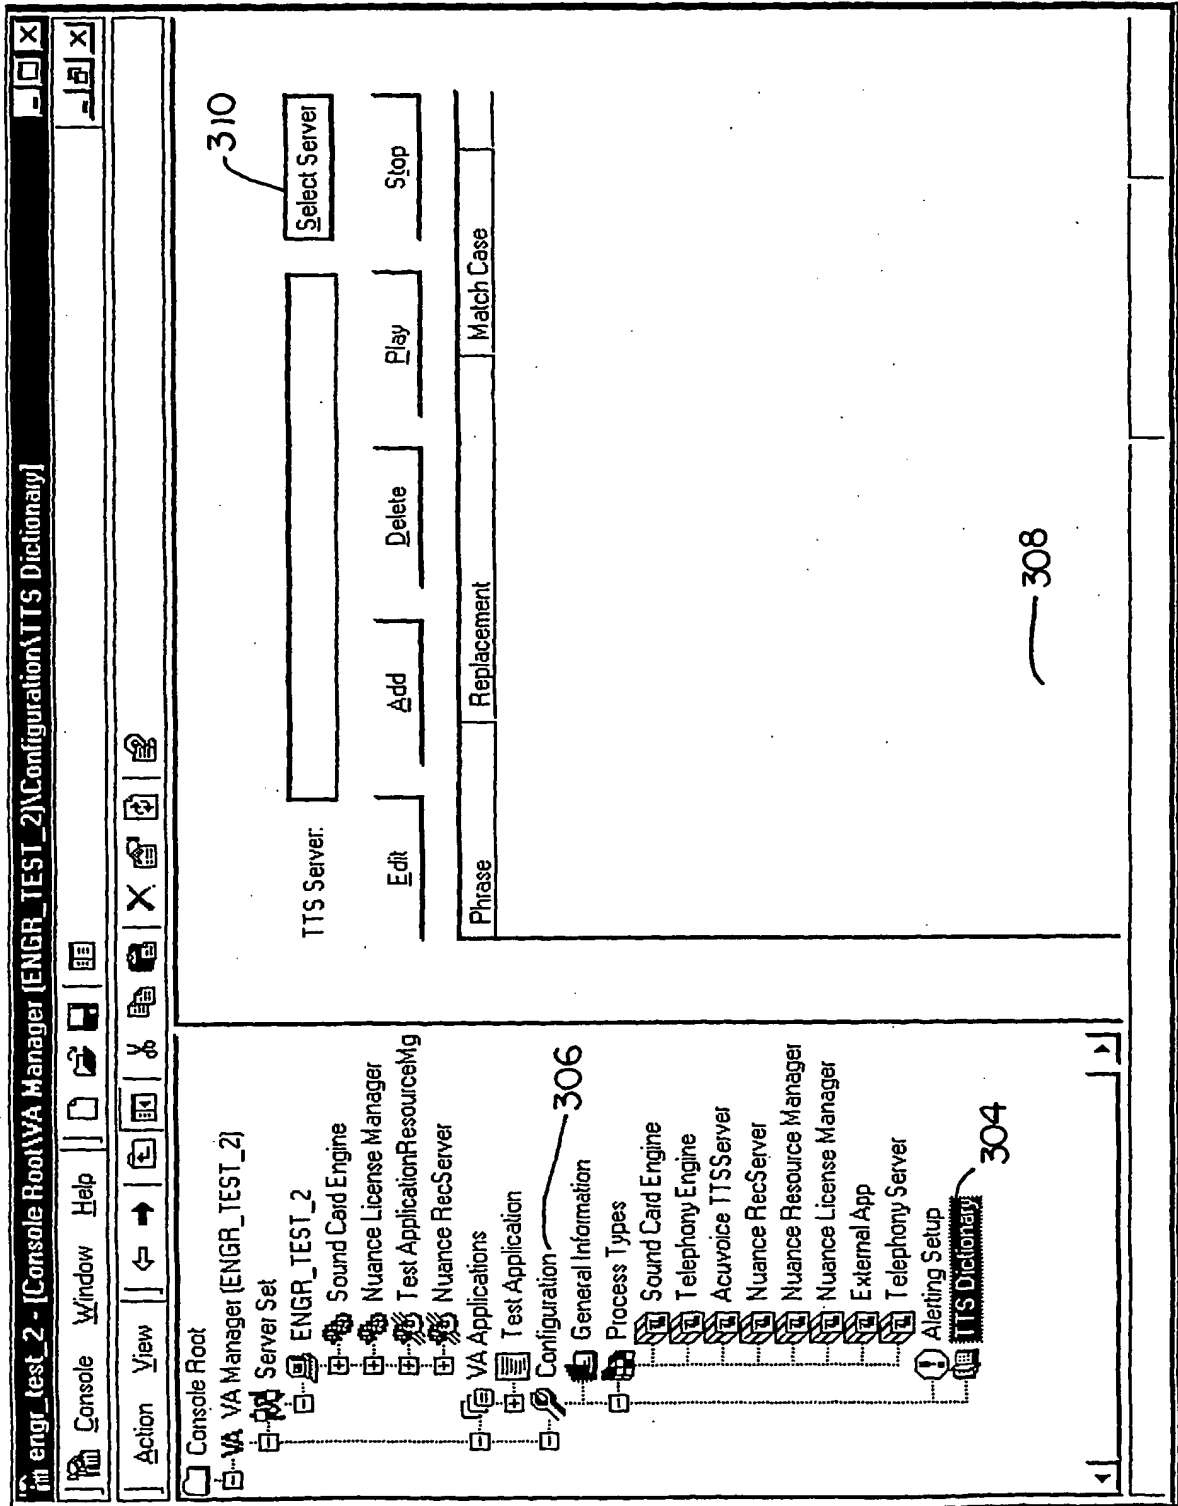 engr_test_2 - [Console Root\VA Manager (ENGR_TEST_2)\Configuration\TTS Dictionary]
Console Window Help
Action View
Console Root
VA VA Manager (ENGR_TEST_2)
Server Set
ENGR_TEST_2
Sound Card Engine
Nuance License Manager
Test ApplicationResourceMg
Nuance RecServer
VA Applications
Test Application
Configuration
306
General Information
Process Types
Sound Card Engine
Telephony Engine
Acuvoice TTSServer
Nuance RecServer
Nuance Resource Manager
Nuance License Manager
External App
Telephony Server
Alerting Setup
TTS Dictionary
304
310
TTS Server:
Select Server
Edit Add Delete Play Stop
Phrase Replacement Match Case
308